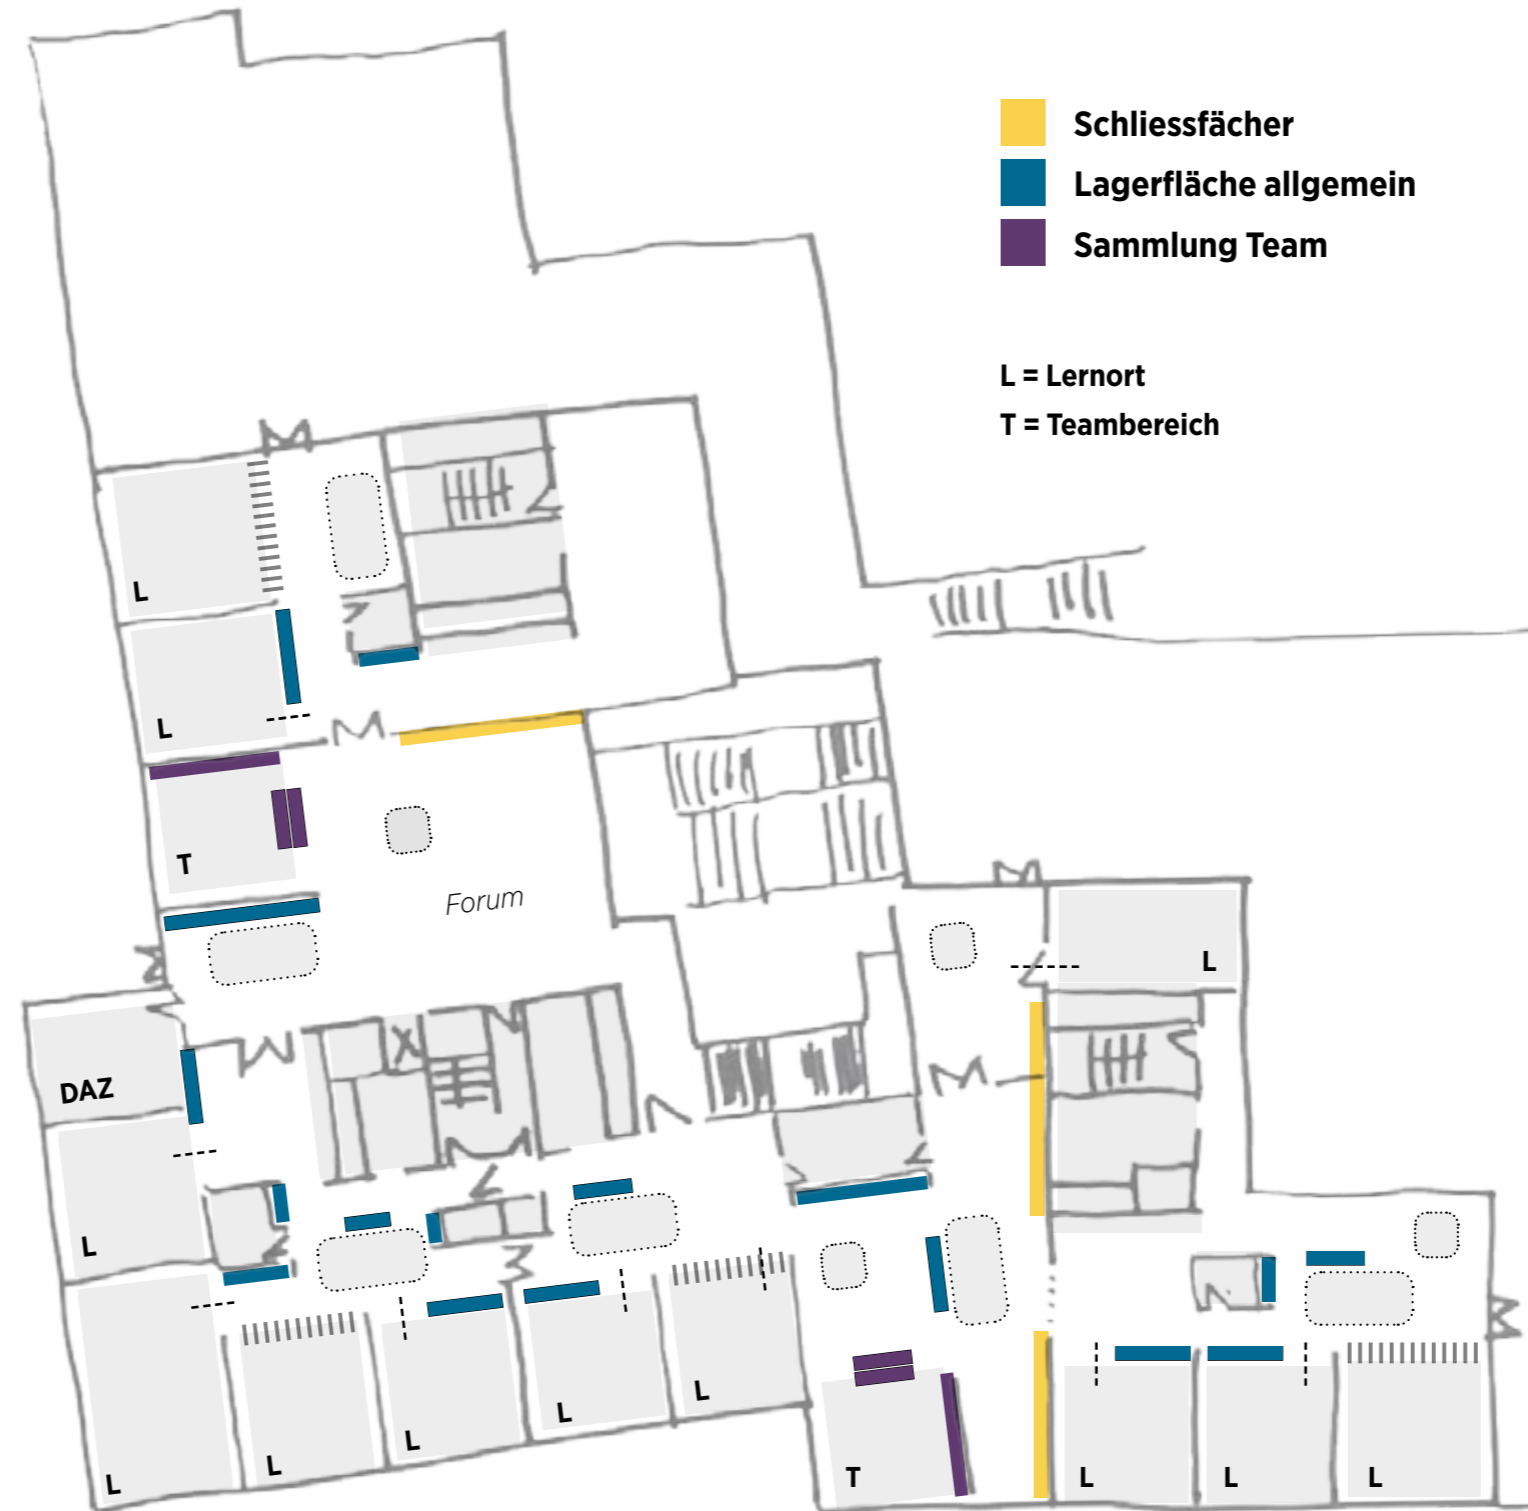 Schliessfächer
Lagerfläche allgemein
Sammlung Team
L = Lernort
T = Teambereich
L
L
T
Forum
L
DAZ
L
L
L
L
L
L
T
L
L
L